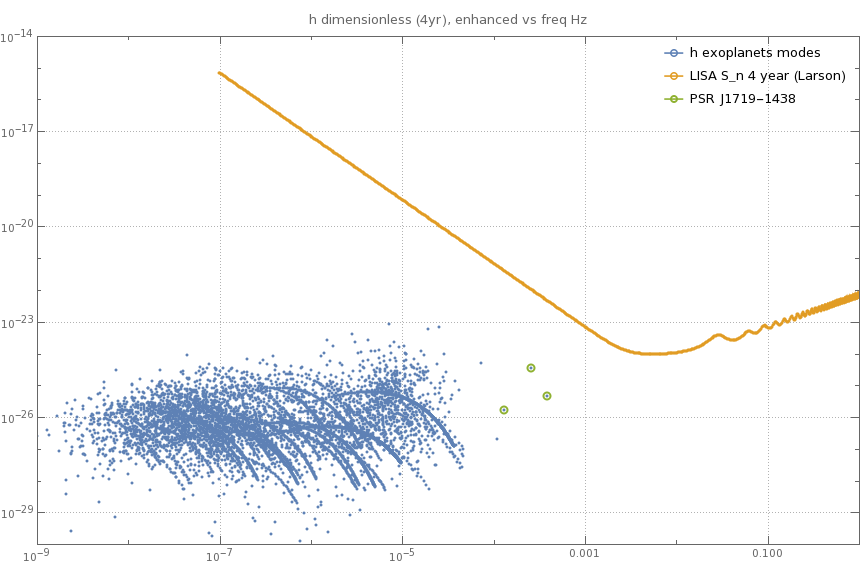 h dimensionless (4yr), enhanced vs freq Hz
h exoplanets modes
LISA S_n 4 year (Larson)
PSR J1719−1438
10^-14
10^-17
10^-20
10^-23
10^-26
10^-29
10^-9
10^-7
10^-5
0.001
0.100